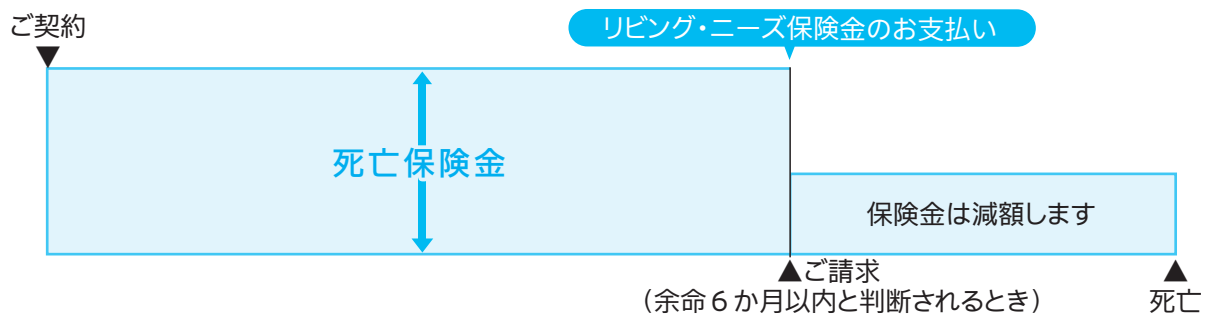 ご契約
▼
リビング・ニーズ保険金のお支払い
死亡保険金
保険金は減額します
▲ご請求
（余命6か月以内と判断されるとき）
▲
死亡